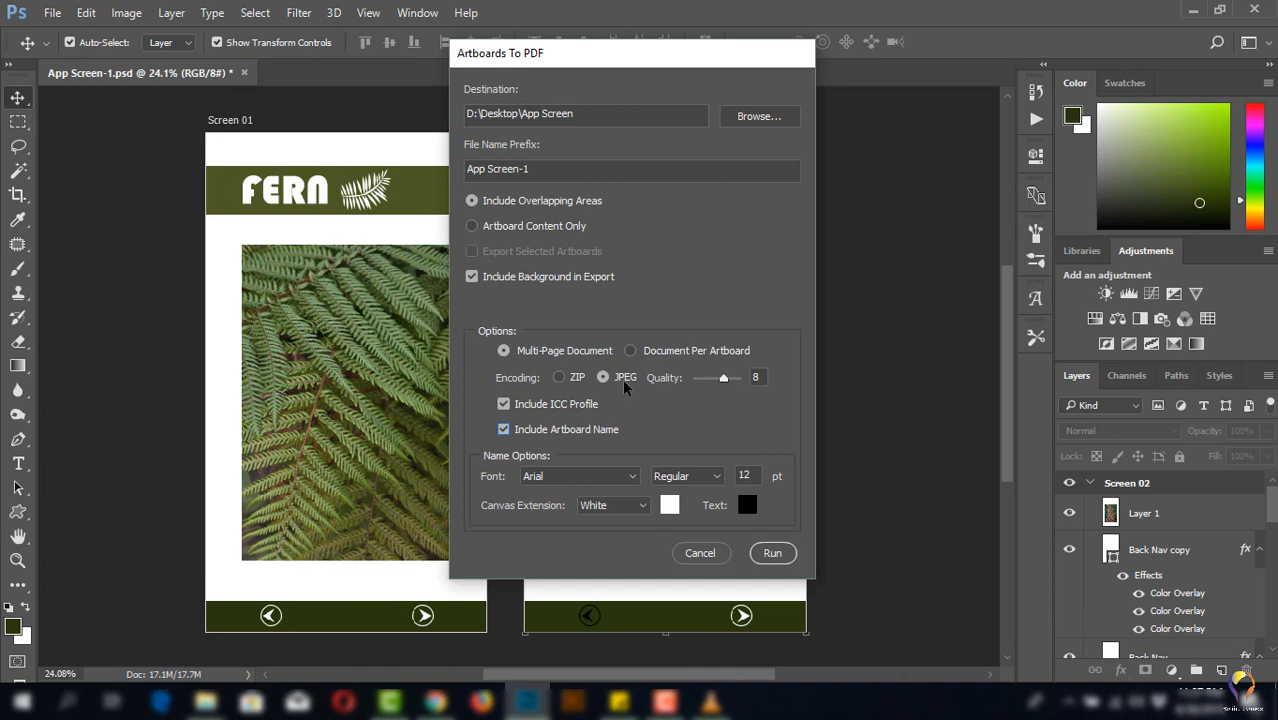 Ps File Edit Image Layer Type Select Filter 3D View Window Help
Auto-Select: Layer Show Transform Controls
App Screen-1.psd @ 24.1% (RGB/8#) * ×
Screen 01
FERN
Artboards To PDF
Destination:
D:\Desktop\App Screen
Browse...
File Name Prefix:
App Screen-1
Include Overlapping Areas
Artboard Content Only
Export Selected Artboards
Include Background in Export
Options:
Multi-Page Document Document Per Artboard
Encoding: ZIP JPEG Quality: 8
Include ICC Profile
Include Artboard Name
Name Options:
Font: Arial Regular 12 pt
Canvas Extension: White Text:
Cancel Run
Color Swatches
Libraries Adjustments
Add an adjustment
Layers Channels Paths Styles
Kind
Normal Opacity: 100%
Lock: Fill: 100%
Screen 02
Layer 1
Back Nav copy fx
Effects
Color Overlay
Color Overlay
Color Overlay
Back Nav fx
24.08% Doc: 17.1M/17.7M